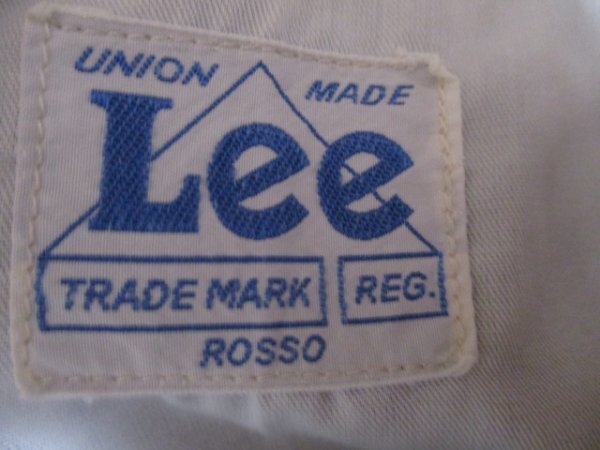 UNION MADE
Lee
TRADE MARK REG.
ROSSO